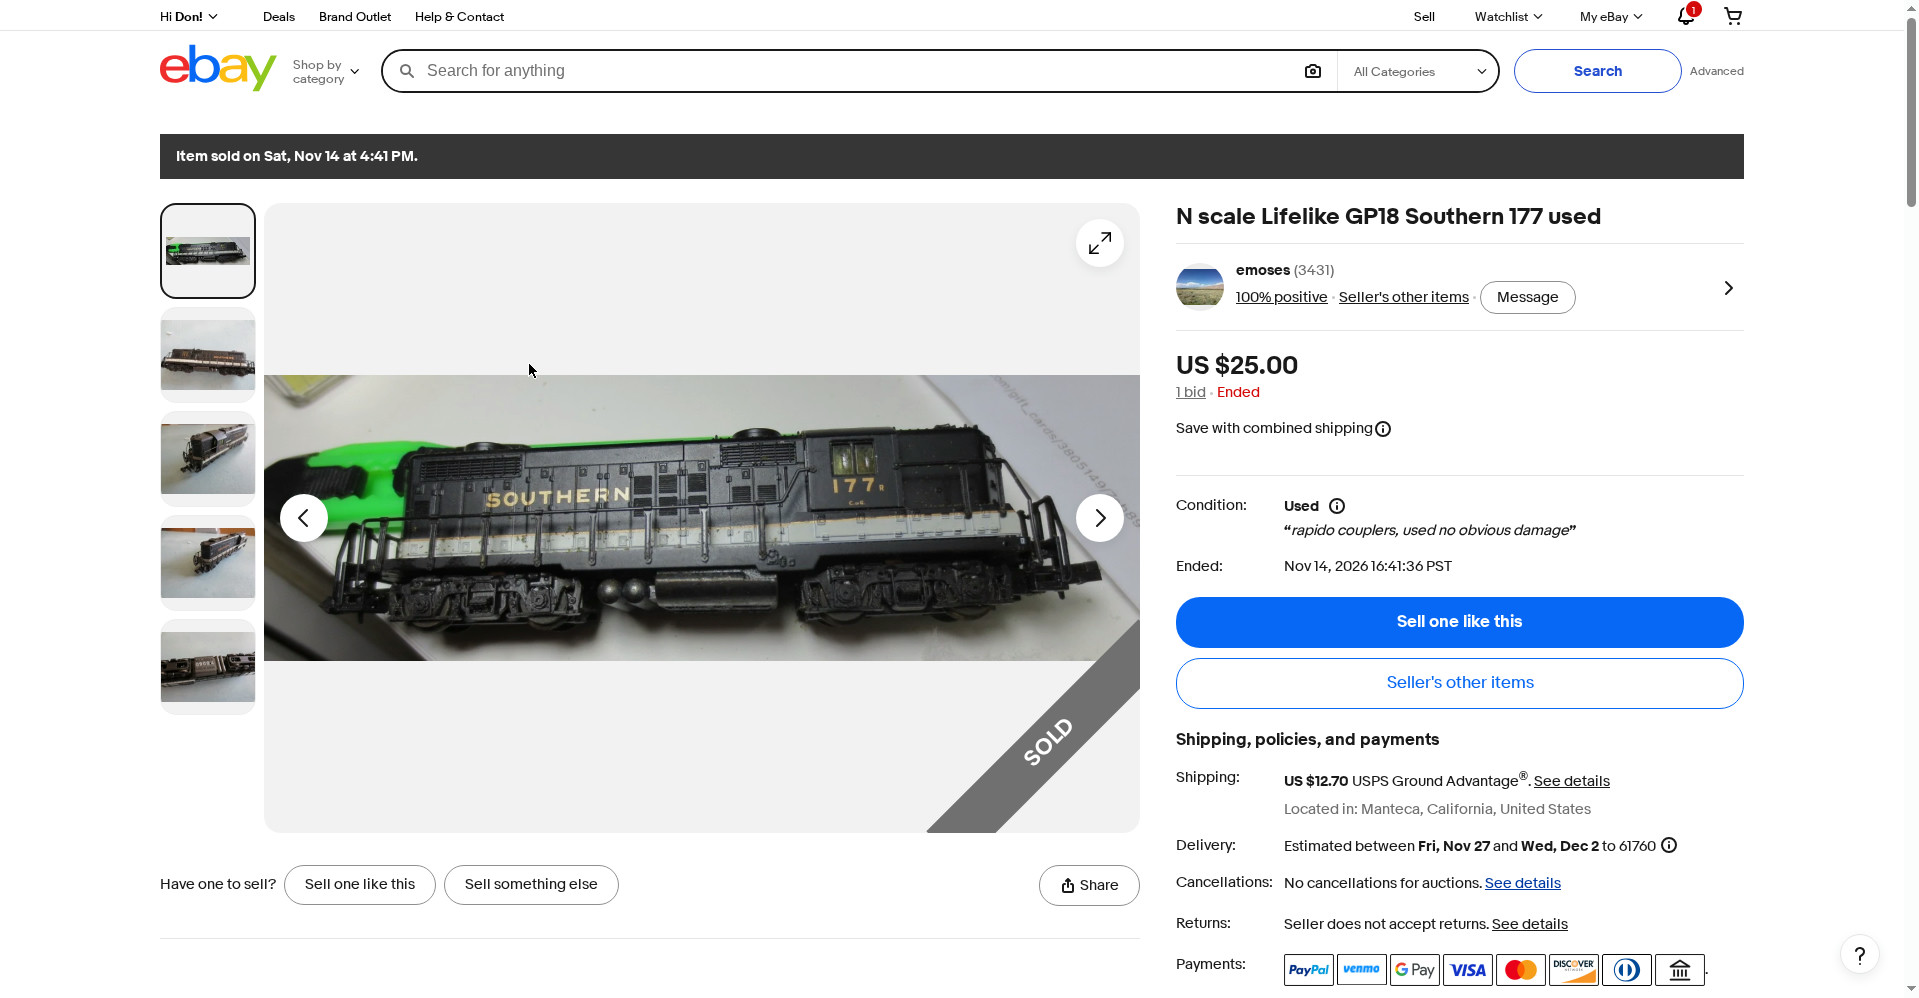 Hi Don!
Deals
Brand Outlet
Help & Contact
Sell
Watchlist
My eBay
1
ebay
Shop by category
Search for anything
All Categories
Search
Advanced
Item sold on Sat, Nov 14 at 4:41 PM.
N scale Lifelike GP18 Southern 177 used
emoses (3431)
100% positive · Seller's other items · Message
US $25.00
1 bid · Ended
Save with combined shipping
Condition:
Used
“rapido couplers, used no obvious damage”
Ended:
Nov 14, 2026 16:41:36 PST
Sell one like this
Seller's other items
SOUTHERN
177
SOLD
Shipping, policies, and payments
Shipping:
US $12.70 USPS Ground Advantage®. See details
Located in: Manteca, California, United States
Delivery:
Estimated between Fri, Nov 27 and Wed, Dec 2 to 61760
Cancellations:
No cancellations for auctions. See details
Returns:
Seller does not accept returns. See details
Payments:
PayPal
venmo
G Pay
VISA
DISCOVER
.
Have one to sell?
Sell one like this
Sell something else
Share
?